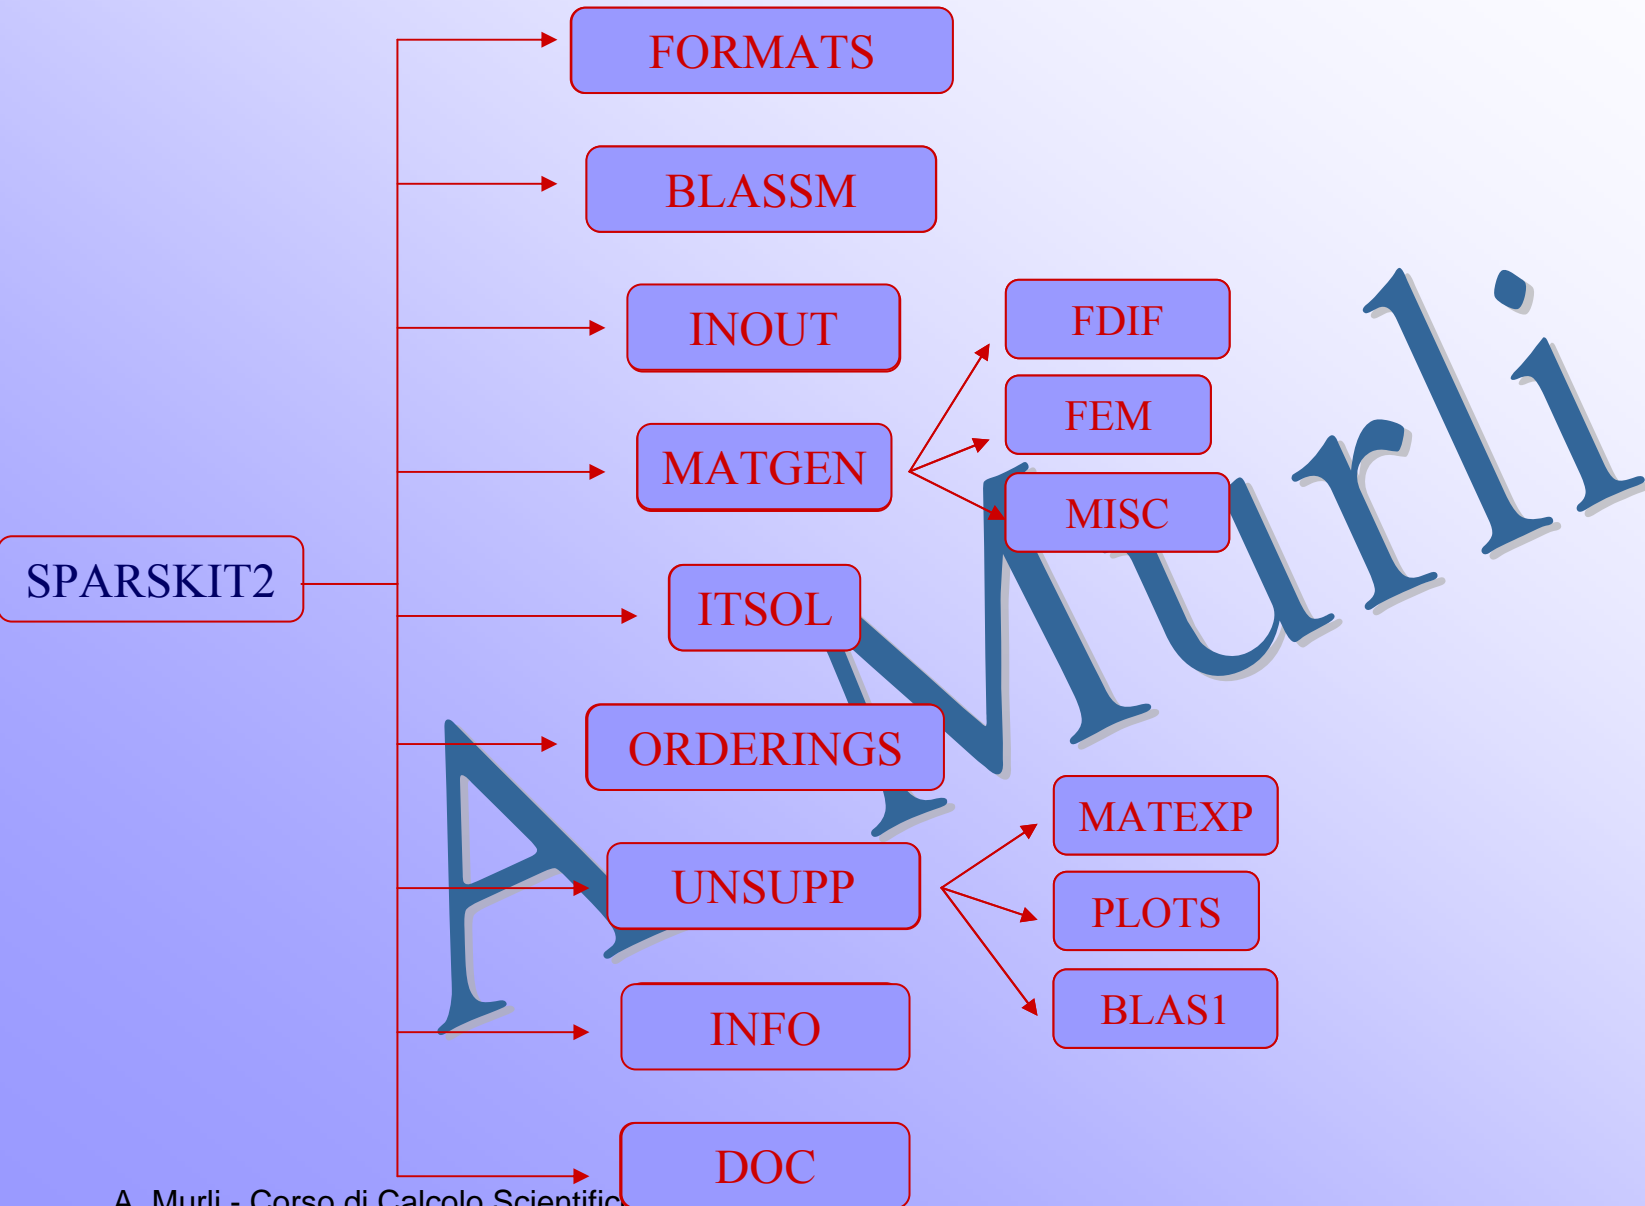 FORMATS
BLASSM
INOUT
FDIF
FEM
MATGEN
MISC
SPARSKIT2
ITSOL
ORDERINGS
MATEXP
UNSUPP
PLOTS
BLAS1
INFO
DOC
A. Murli
A. Murli - Corso di Calcolo Scientific